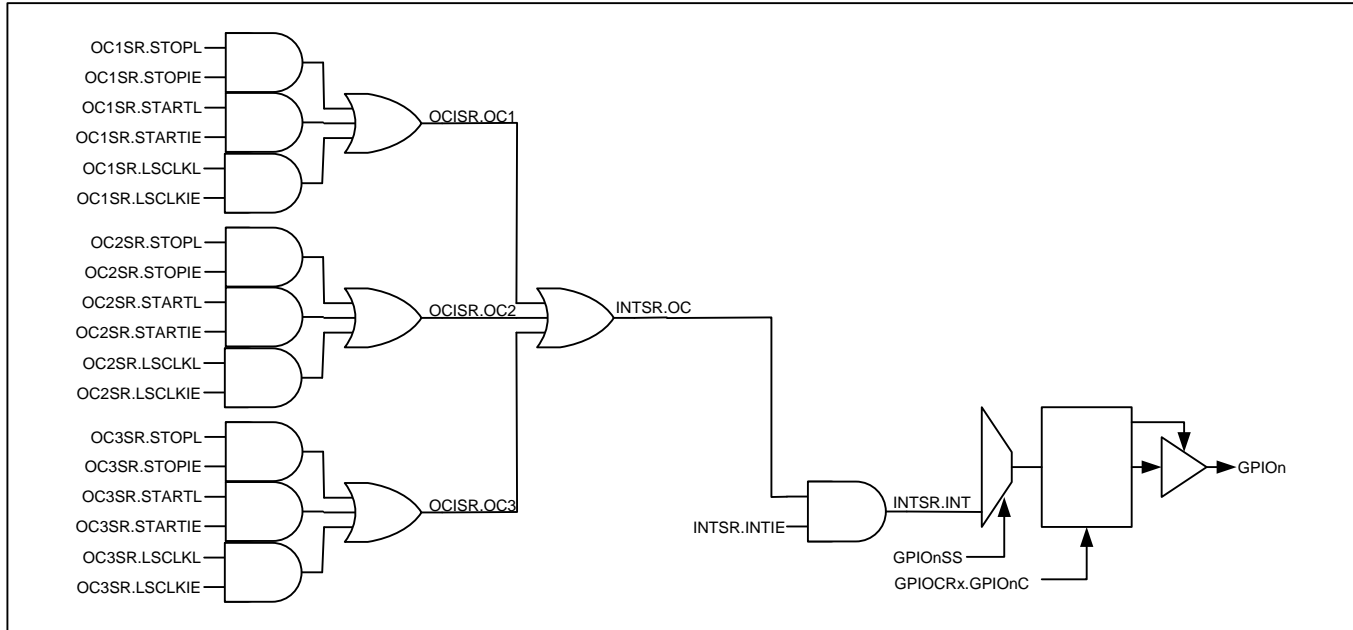 OC1SR.STOPL
OC1SR.STOPIE
OC1SR.STARTL
OC1SR.STARTIE
OC1SR.LSCLKL
OC1SR.LSCLKIE
OCISR.OC1
OC2SR.STOPL
OC2SR.STOPIE
OC2SR.STARTL
OC2SR.STARTIE
OC2SR.LSCLKL
OC2SR.LSCLKIE
OCISR.OC2
INTSR.OC
OC3SR.STOPL
OC3SR.STOPIE
OC3SR.STARTL
OC3SR.STARTIE
OC3SR.LSCLKL
OC3SR.LSCLKIE
OCISR.OC3
INTSR.INTIE
INTSR.INT
GPIOnSS
GPIOCRx.GPIOnC
GPIOn